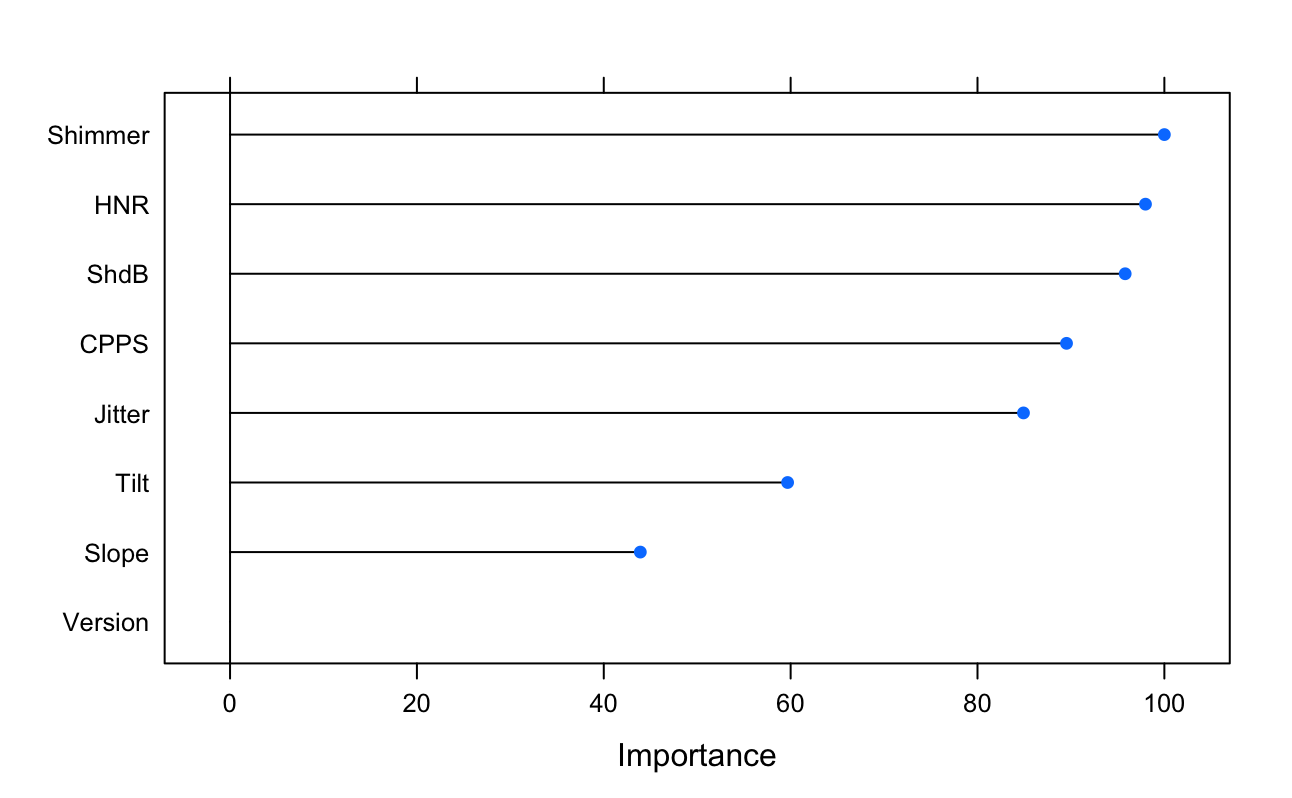 Shimmer
HNR
ShdB
CPPS
Jitter
Tilt
Slope
Version
0 20 40 60 80 100
Importance